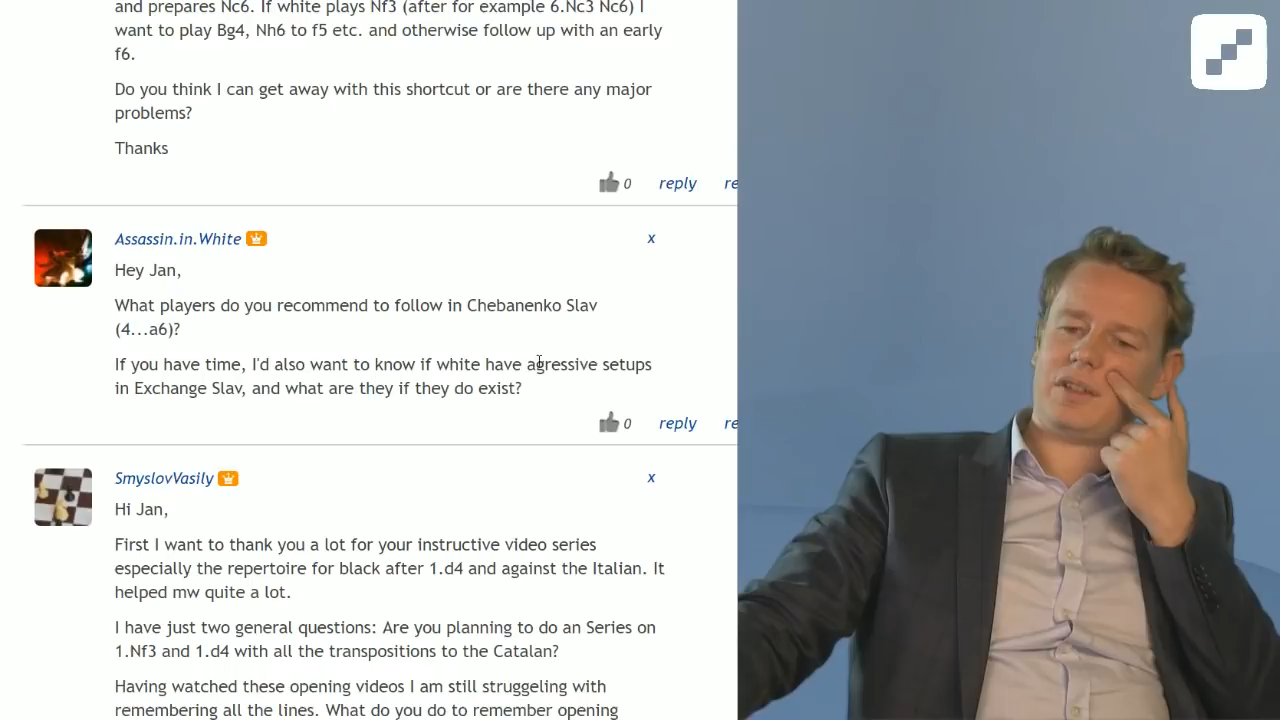 and prepares Nc6. If white plays Nf3 (after for example 6.Nc3 Nc6) I
want to play Bg4, Nh6 to f5 etc. and otherwise follow up with an early
f6.
Do you think I can get away with this shortcut or are there any major
problems?
Thanks
0 reply re
Assassin.in.White x
Hey Jan,
What players do you recommend to follow in Chebanenko Slav
(4...a6)?
If you have time, I'd also want to know if white have agressive setups
in Exchange Slav, and what are they if they do exist?
0 reply re
SmyslovVasily x
Hi Jan,
First I want to thank you a lot for your instructive video series
especially the repertoire for black after 1.d4 and against the Italian. It
helped mw quite a lot.
I have just two general questions: Are you planning to do an Series on
1.Nf3 and 1.d4 with all the transpositions to the Catalan?
Having watched these opening videos I am still struggling with
remembering all the lines. What do you do to remember opening